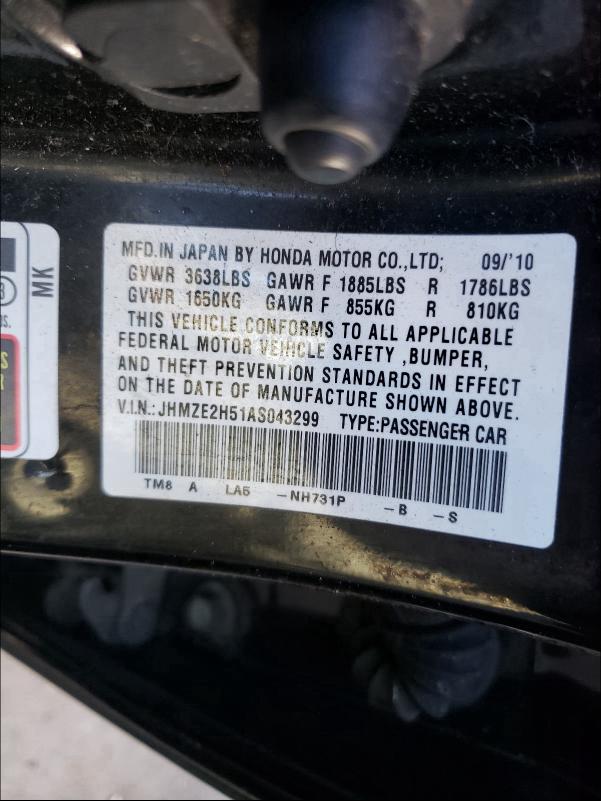 MFD.IN JAPAN BY HONDA MOTOR CO.,LTD; 09/'10
GVWR 3638LBS GAWR F 1885LBS R 1786LBS
GVWR 1650KG GAWR F 855KG R 810KG
THIS VEHICLE CONFORMS TO ALL APPLICABLE
FEDERAL MOTOR VEHICLE SAFETY ,BUMPER,
AND THEFT PREVENTION STANDARDS IN EFFECT
ON THE DATE OF MANUFACTURE SHOWN ABOVE.
V.I.N.:JHMZE2H51AS043299 TYPE:PASSENGER CAR
TM8 A LA5 -NH731P -B -S
MK